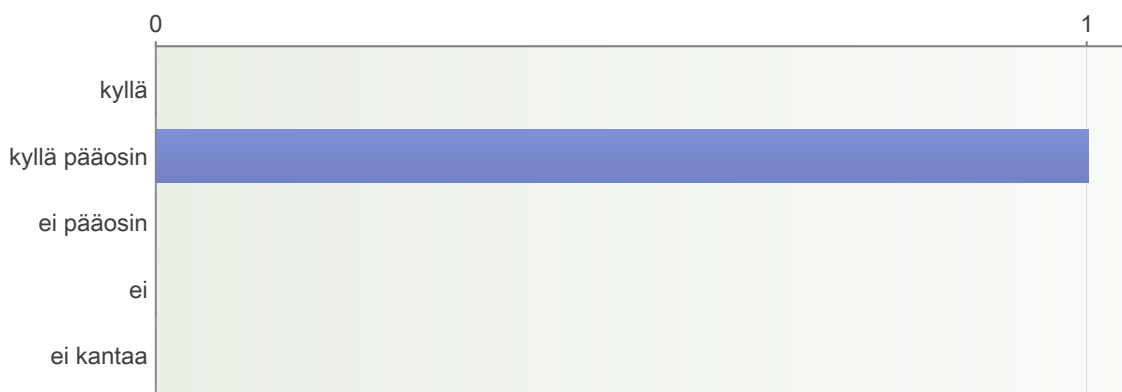 0 1
kyllä
kyllä pääosin
ei pääosin
ei
ei kantaa